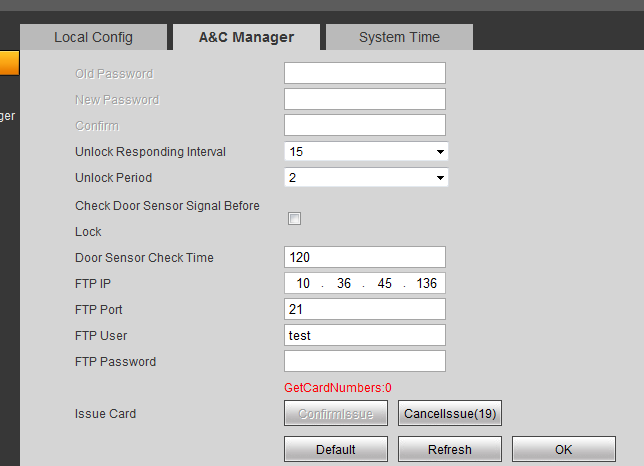 Local Config
A&C Manager
System Time
ger
Old Password
New Password
Confirm
Unlock Responding Interval 15
Unlock Period 2
Check Door Sensor Signal Before
Lock
Door Sensor Check Time 120
FTP IP 10 . 36 . 45 . 136
FTP Port 21
FTP User test
FTP Password
GetCardNumbers:0
Issue Card ConfirmIssue CancelIssue(19)
Default Refresh OK